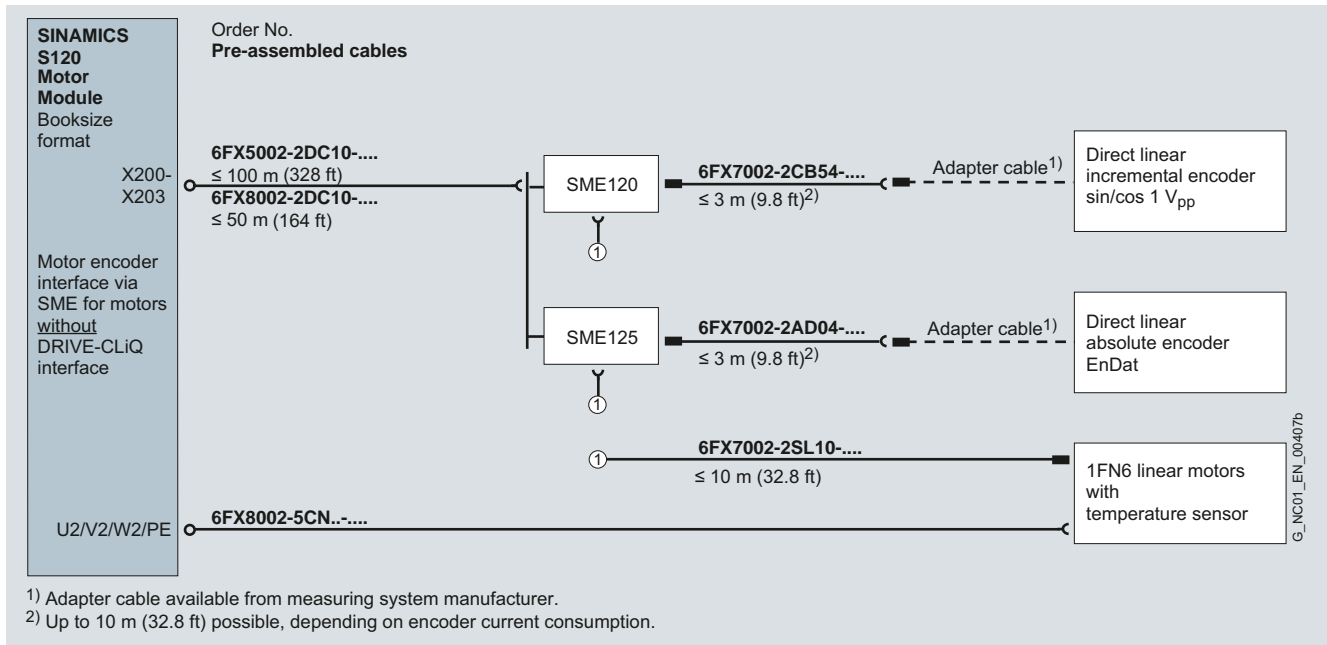 SINAMICS
S120
Motor
Module
Booksize
format
X200-
X203
Motor encoder
interface via
SME for motors
without
DRIVE-CLiQ
interface
U2/V2/W2/PE
Order No.
Pre-assembled cables
6FX5002-2DC10-....
≤ 100 m (328 ft)
6FX8002-2DC10-....
≤ 50 m (164 ft)
SME120
1
6FX7002-2CB54-....
≤ 3 m (9.8 ft)2)
Adapter cable1)
Direct linear
incremental encoder
sin/cos 1 Vpp
SME125
1
6FX7002-2AD04-....
≤ 3 m (9.8 ft)2)
Adapter cable1)
Direct linear
absolute encoder
EnDat
1
6FX7002-2SL10-....
≤ 10 m (32.8 ft)
1FN6 linear motors
with
temperature sensor
6FX8002-5CN..-....
G_NC01_EN_00407b
1) Adapter cable available from measuring system manufacturer.
2) Up to 10 m (32.8 ft) possible, depending on encoder current consumption.